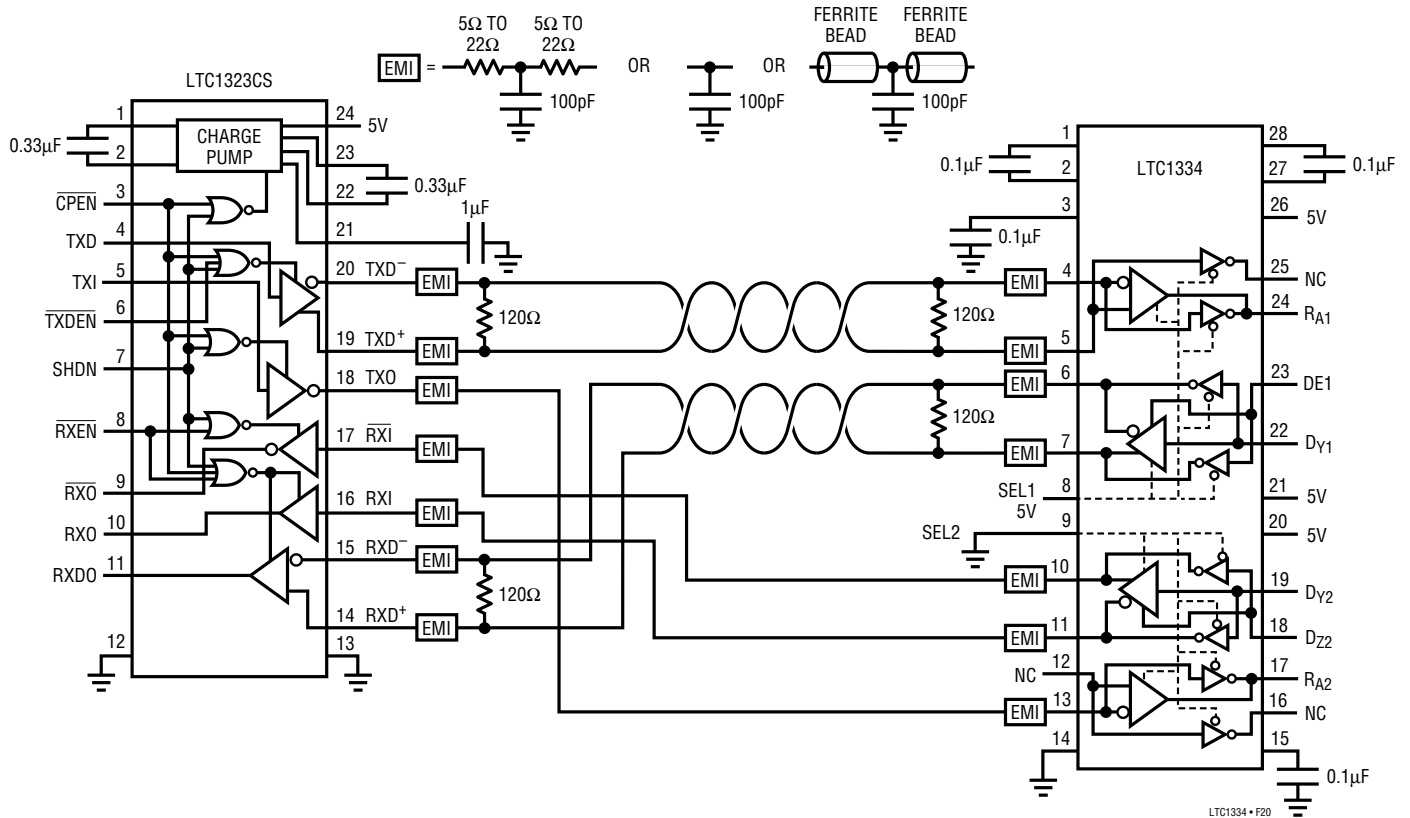 5Ω TO 22Ω
5Ω TO 22Ω
FERRITE BEAD
FERRITE BEAD
EMI =
OR
OR
100pF
100pF
100pF
LTC1323CS
CHARGE PUMP
0.33µF
1
2
C̅P̅E̅N̅
3
TXD
4
TXI
5
T̅X̅D̅E̅N̅
6
SHDN
7
R̅X̅E̅N̅
8
R̅X̅O̅
9
RXO
10
RXDO
11
12
24
5V
23
22
0.33µF
21
1µF
20 TXD⁻
EMI
19 TXD⁺
EMI
18 TXO
EMI
17 R̅X̅I̅
EMI
16 RXI
EMI
15 RXD⁻
EMI
14 RXD⁺
EMI
13
120Ω
120Ω
120Ω
120Ω
LTC1334
0.1µF
1
2
3
0.1µF
EMI
4
EMI
5
EMI
6
EMI
7
SEL1
5V
8
SEL2
9
EMI
10
EMI
11
NC
12
EMI
13
14
28
27
0.1µF
26
5V
25
NC
24
RA1
23
DE1
22
DY1
21
5V
20
5V
19
DY2
18
DZ2
17
RA2
16
NC
15
0.1µF
LTC1334 • F20